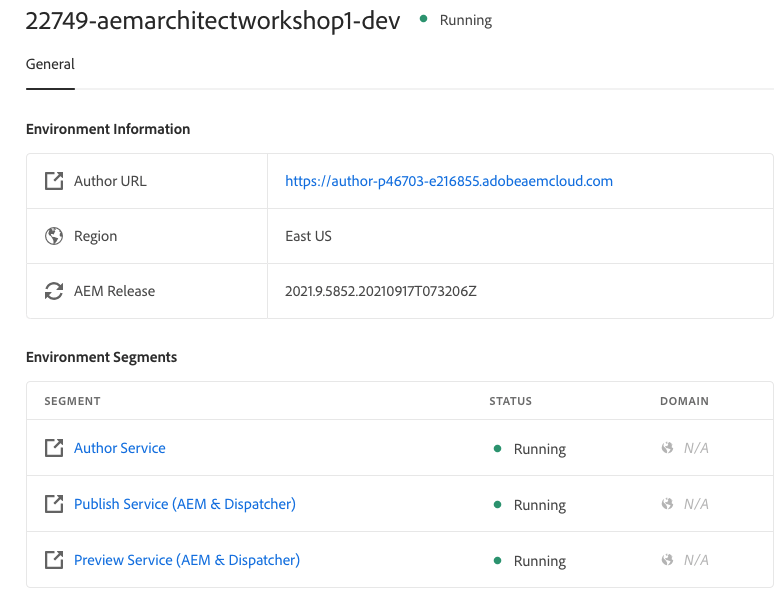 22749-aemarchitectworkshop1-dev Running
General
Environment Information
Author URL https://author-p46703-e216855.adobeaemcloud.com
Region East US
AEM Release 2021.9.5852.20210917T073206Z
Environment Segments
SEGMENT STATUS DOMAIN
Author Service Running N/A
Publish Service (AEM & Dispatcher) Running N/A
Preview Service (AEM & Dispatcher) Running N/A